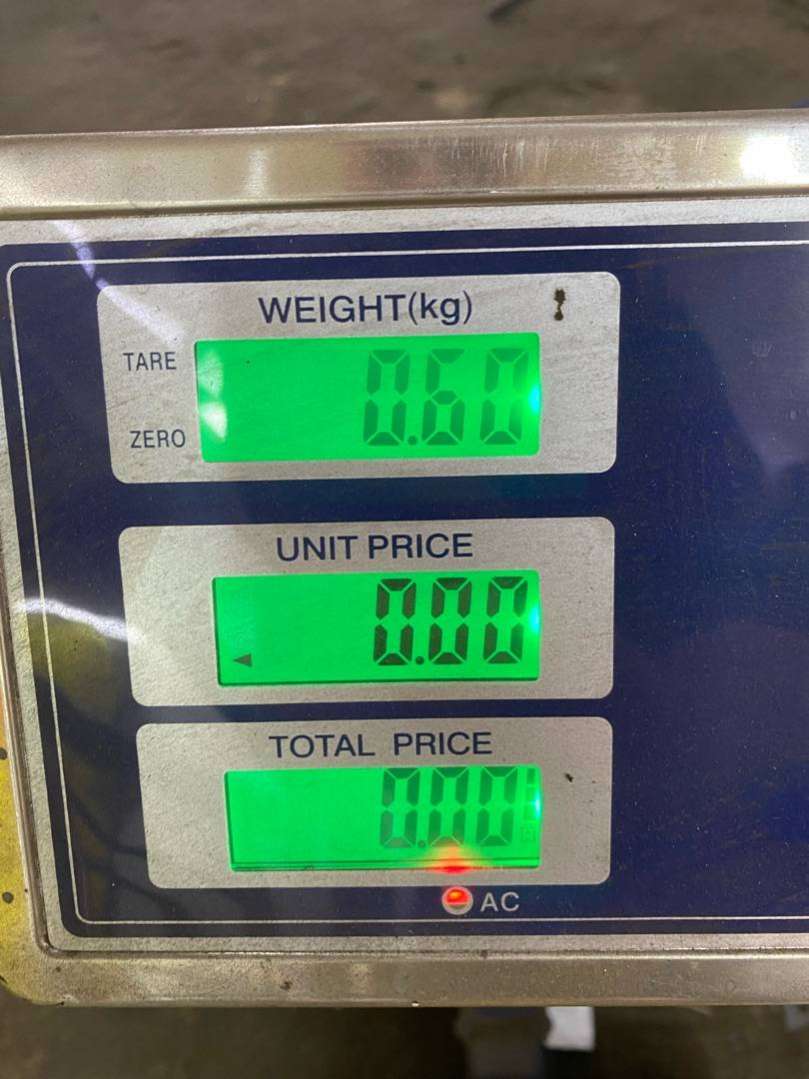 WEIGHT(kg)
TARE
0.60
ZERO
UNIT PRICE
0.00
TOTAL PRICE
0.00
AC